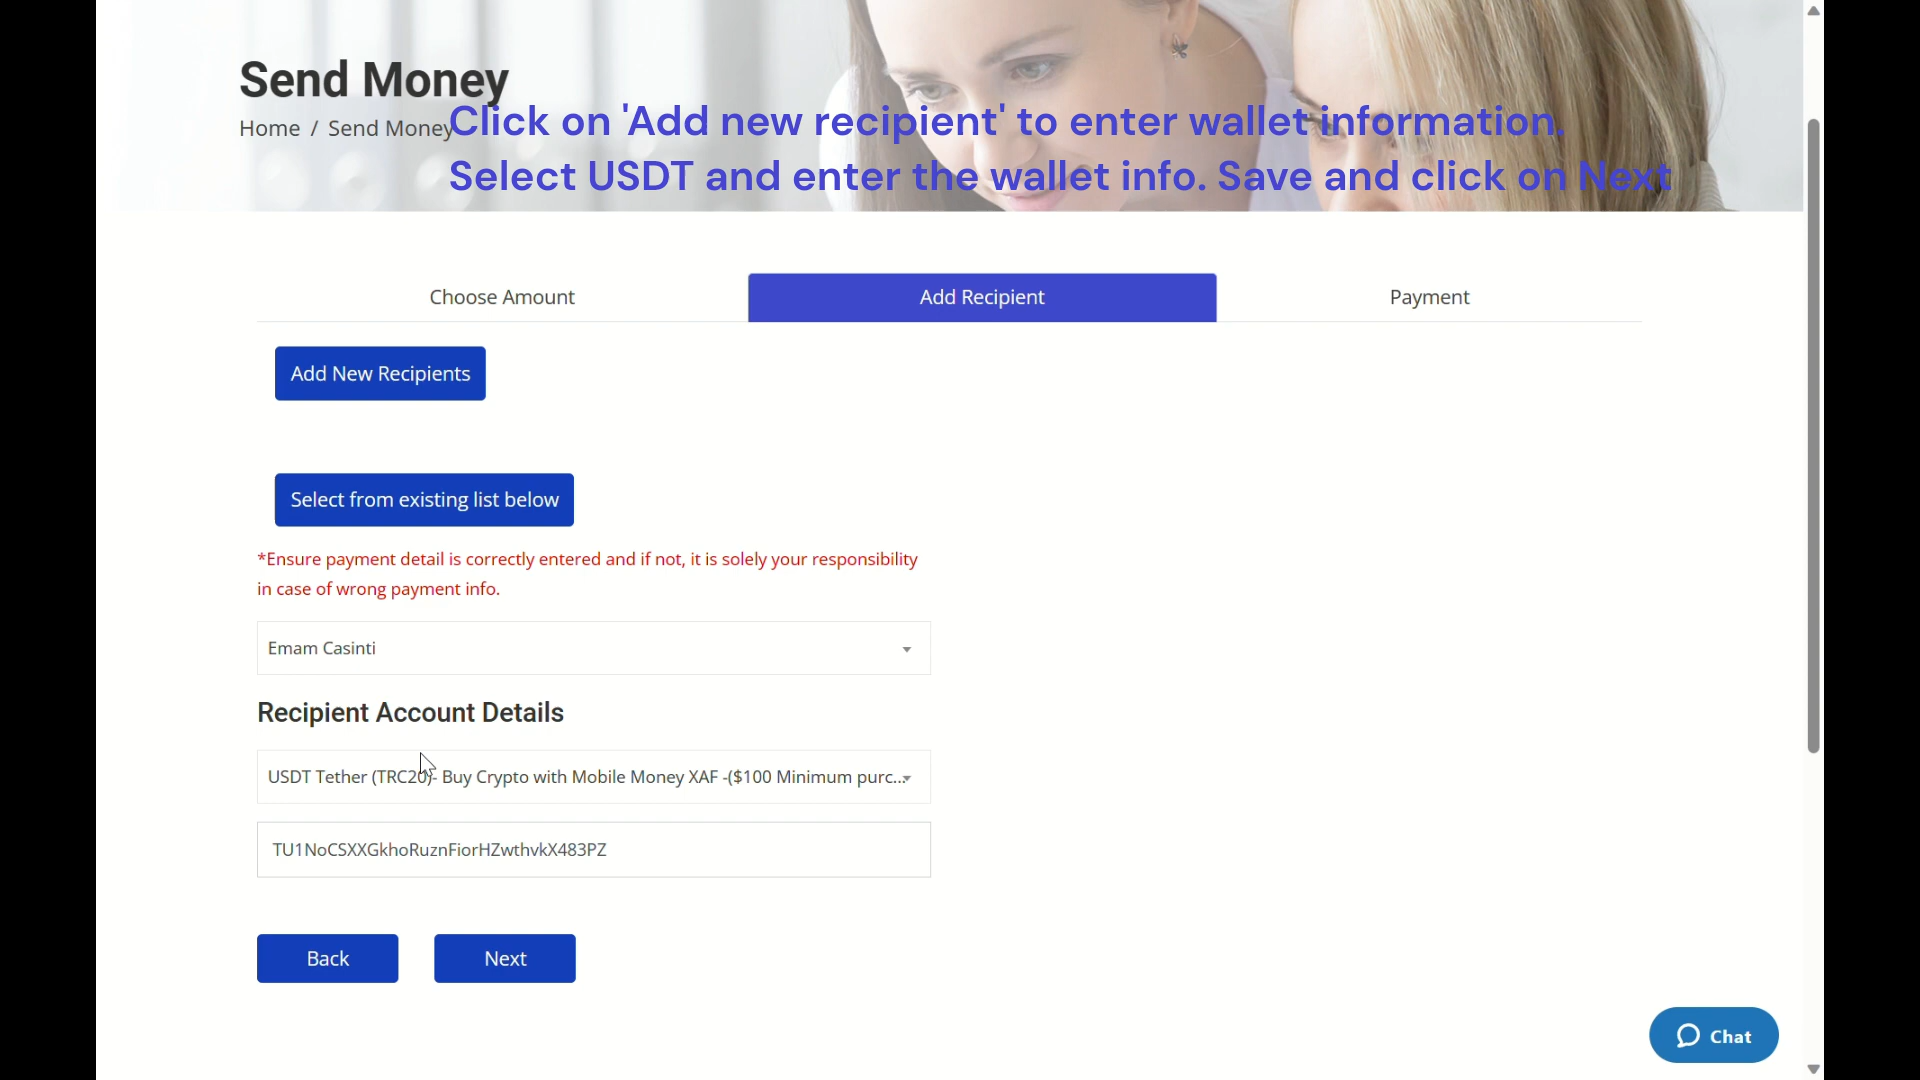 Send Money
Home / Send Money
Click on 'Add new recipient' to enter wallet information.
Select USDT and enter the wallet info. Save and click on Next
Choose Amount
Add Recipient
Payment
Add New Recipients
Select from existing list below
*Ensure payment detail is correctly entered and if not, it is solely your responsibility
in case of wrong payment info.
Emam Casinti
Recipient Account Details
USDT Tether (TRC20)- Buy Crypto with Mobile Money XAF -($100 Minimum purc...
TU1NoCSXXGkhoRuznFiorHZwthvkX483PZ
Back
Next
Chat